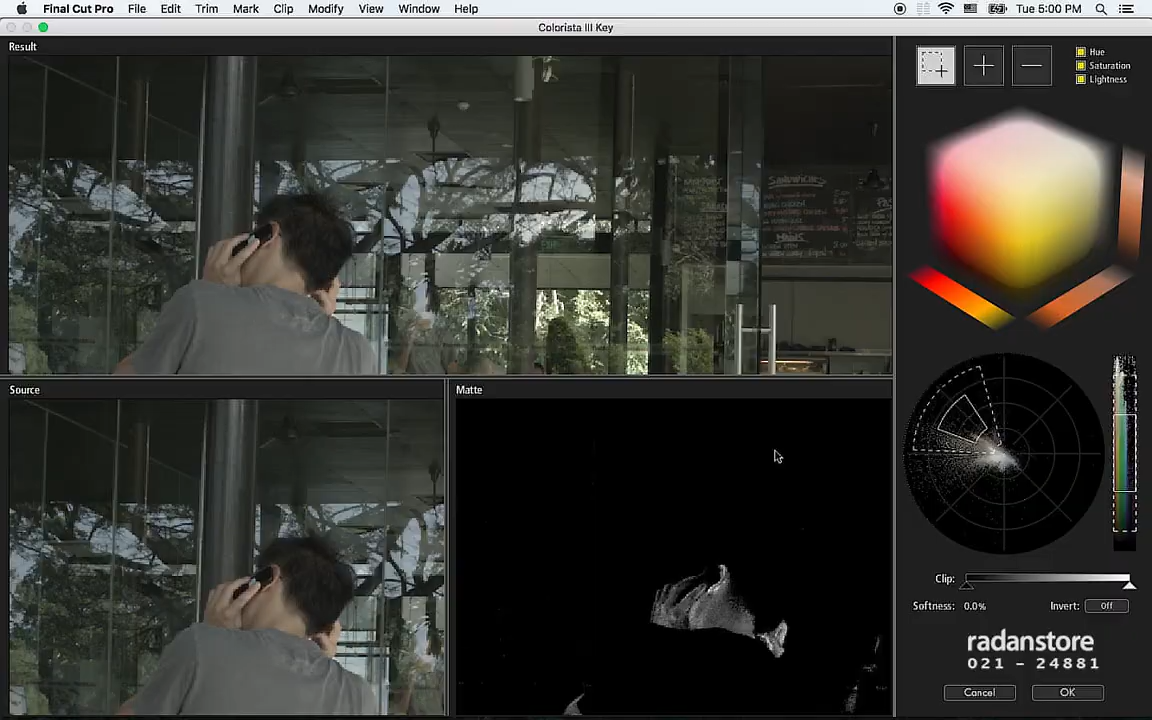 Final Cut Pro File Edit Trim Mark Clip Modify View Window Help Tue 5:00 PM
Colorista III Key
Result
Hue
Saturation
Lightness
Source
Matte
Clip:
Softness: 0.0% Invert: Off
radanstore
021 - 24881
Cancel OK